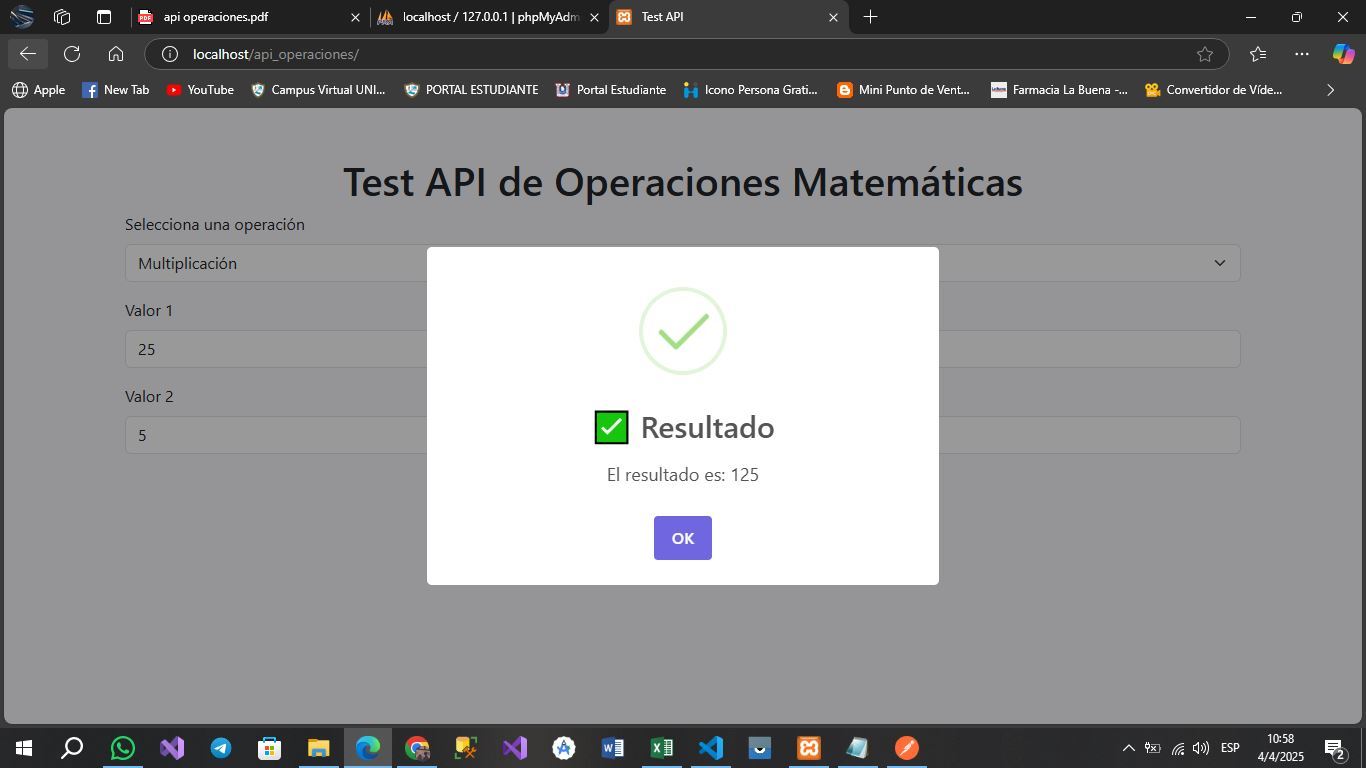 api operaciones.pdf
localhost / 127.0.0.1 | phpMyAdm
Test API
localhost/api_operaciones/
Apple
New Tab
YouTube
Campus Virtual UNI...
PORTAL ESTUDIANTE
Portal Estudiante
Icono Persona Grati...
Mini Punto de Vent...
Farmacia La Buena -...
Convertidor de Víde...
Test API de Operaciones Matemáticas
Selecciona una operación
Multiplicación
Valor 1
25
Valor 2
5
Resultado
El resultado es: 125
OK
ESP
10:58
4/4/2025
2